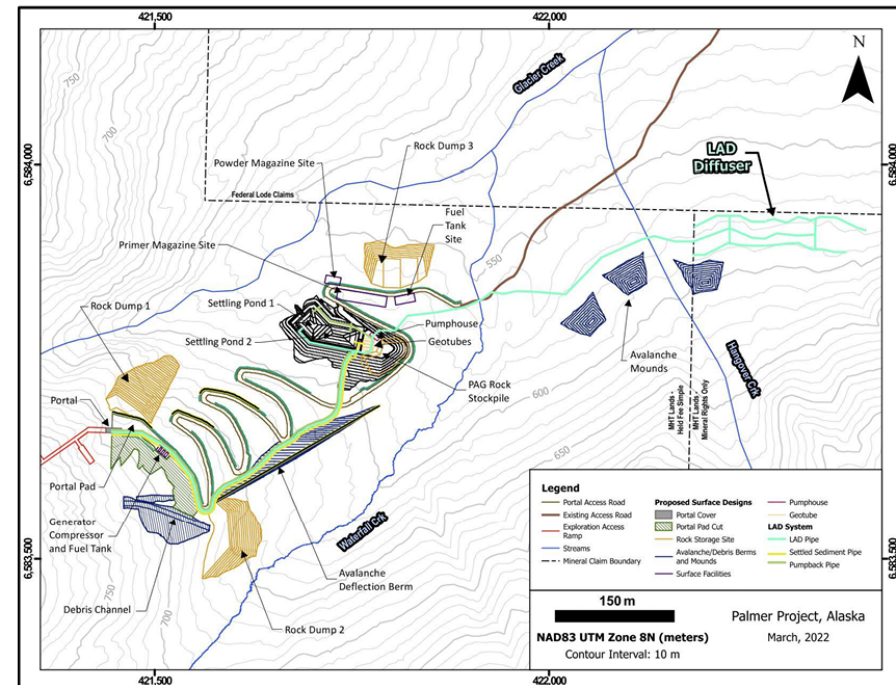 421,500
422,000
750
700
Glacier Creek
N
6,584,000
6,584,000
Rock Dump 3
Powder Magazine Site
LAD
Diffuser
Federal Lode Claims
Fuel
Tank
Site
Primer Magazine Site
550
Rock Dump 1
Settling Pond 1
Settling Pond 2
Pumphouse
Geotubes
Avalanche
Mounds
Hangover Crk
PAG Rock
Stockpile
600
MHT Lands -
Held Fee Simple
MHT Lands -
Mineral Rights Only
Portal
Portal Pad
Generator
Compressor
and Fuel Tank
Waterfall Crk
650
6,583,500
6,583,500
Avalanche
Deflection Berm
Debris Channel
Rock Dump 2
750
700
Legend
Portal Access Road
Existing Access Road
Exploration Access
Ramp
Streams
Mineral Claim Boundary
Proposed Surface Designs
Portal Cover
Portal Pad Cut
Rock Storage Site
Avalanche/Debris Berms
and Mounds
Surface Facilities
Pumphouse
Geotube
LAD System
LAD Pipe
Settled Sediment Pipe
Pumpback Pipe
150 m
NAD83 UTM Zone 8N (meters)
Contour Interval: 10 m
Palmer Project, Alaska
March, 2022
421,500
422,000